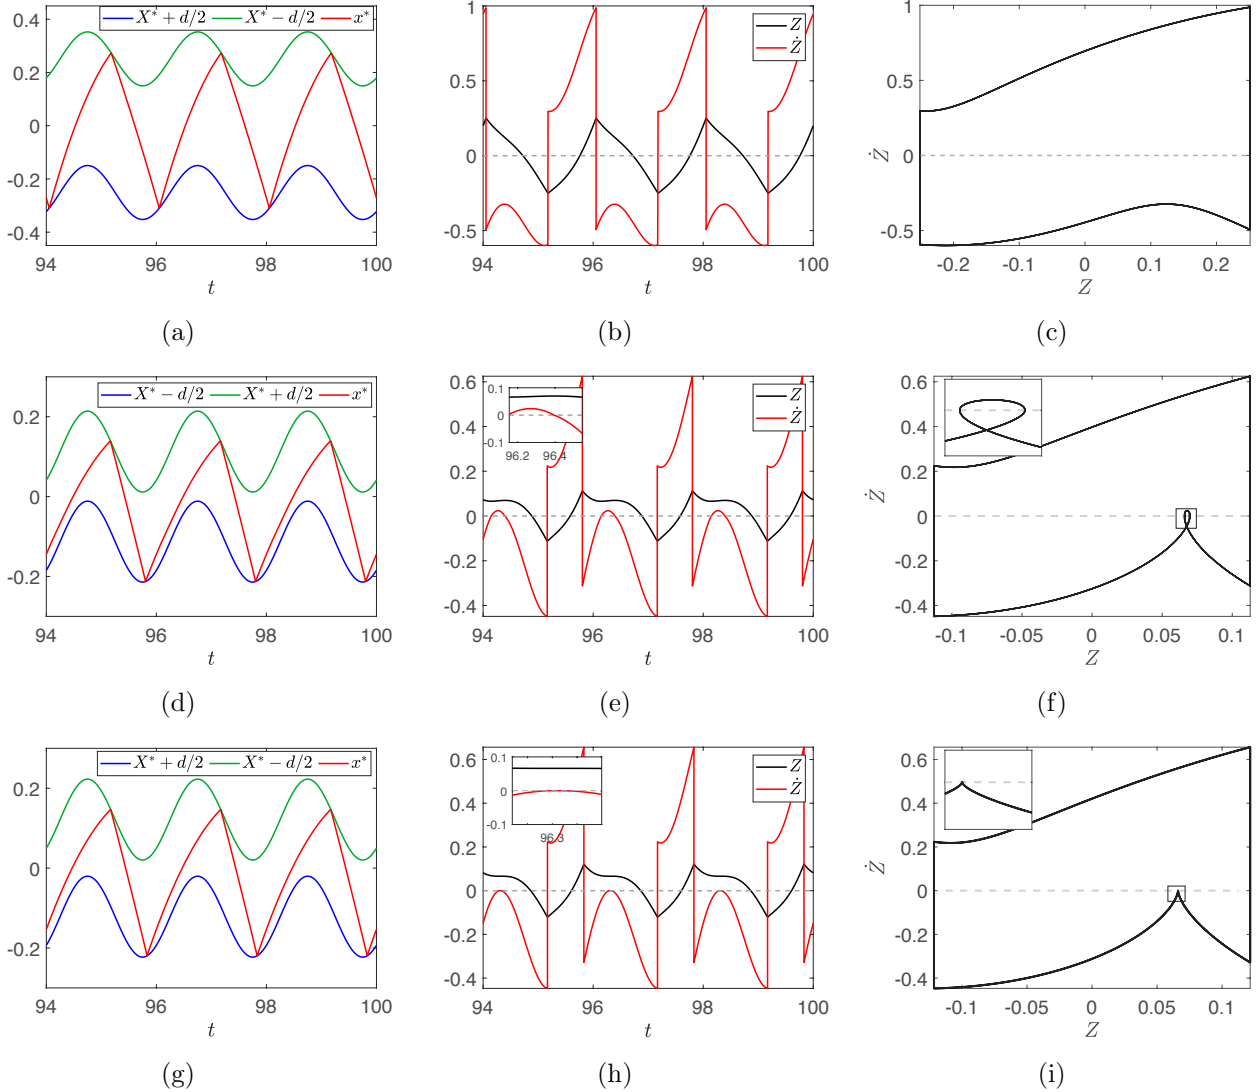 0.4
0.2
0
-0.2
-0.4
X* + d/2 X* − d/2 x*
94 96 98 100
t
(a)
1
0.5
0
-0.5
Z
Ż
94 96 98 100
t
(b)
1
0.5
0
-0.5
Ż
-0.2 -0.1 0 0.1 0.2
Z
(c)
0.2
0
-0.2
X* − d/2 X* + d/2 x*
94 96 98 100
t
(d)
0.6
0.4
0.2
0
-0.2
-0.4
0.1
0
-0.1
96.2 96.4
Z
Ż
94 96 98 100
t
(e)
0.6
0.4
0.2
0
-0.2
-0.4
Ż
-0.1 -0.05 0 0.05 0.1
Z
(f)
0.2
0
-0.2
X* + d/2 X* − d/2 x*
94 96 98 100
t
(g)
0.6
0.4
0.2
0
-0.2
-0.4
0.1
0
-0.1
96.3
Z
Ż
94 96 98 100
t
(h)
0.6
0.4
0.2
0
-0.2
-0.4
Ż
-0.1 -0.05 0 0.05 0.1
Z
(i)